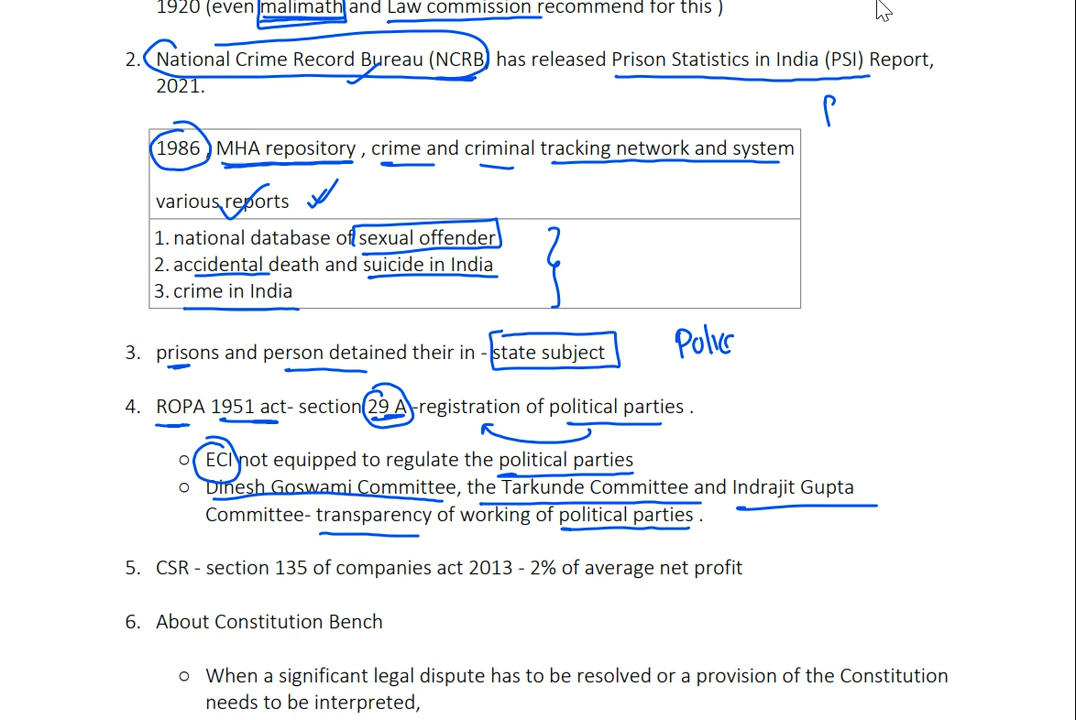 1920 (even malimath and Law commission recommend for this )
2. National Crime Record Bureau (NCRB) has released Prison Statistics in India (PSI) Report,
2021.
1986 , MHA repository , crime and criminal tracking network and system
various reports
1. national database of sexual offender
2. accidental death and suicide in India
3. crime in India
3. prisons and person detained their in - state subject
4. ROPA 1951 act- section 29 A -registration of political parties .
○ ECI not equipped to regulate the political parties
○ Dinesh Goswami Committee, the Tarkunde Committee and Indrajit Gupta
Committee- transparency of working of political parties .
5. CSR - section 135 of companies act 2013 - 2% of average net profit
6. About Constitution Bench
○ When a significant legal dispute has to be resolved or a provision of the Constitution
needs to be interpreted,